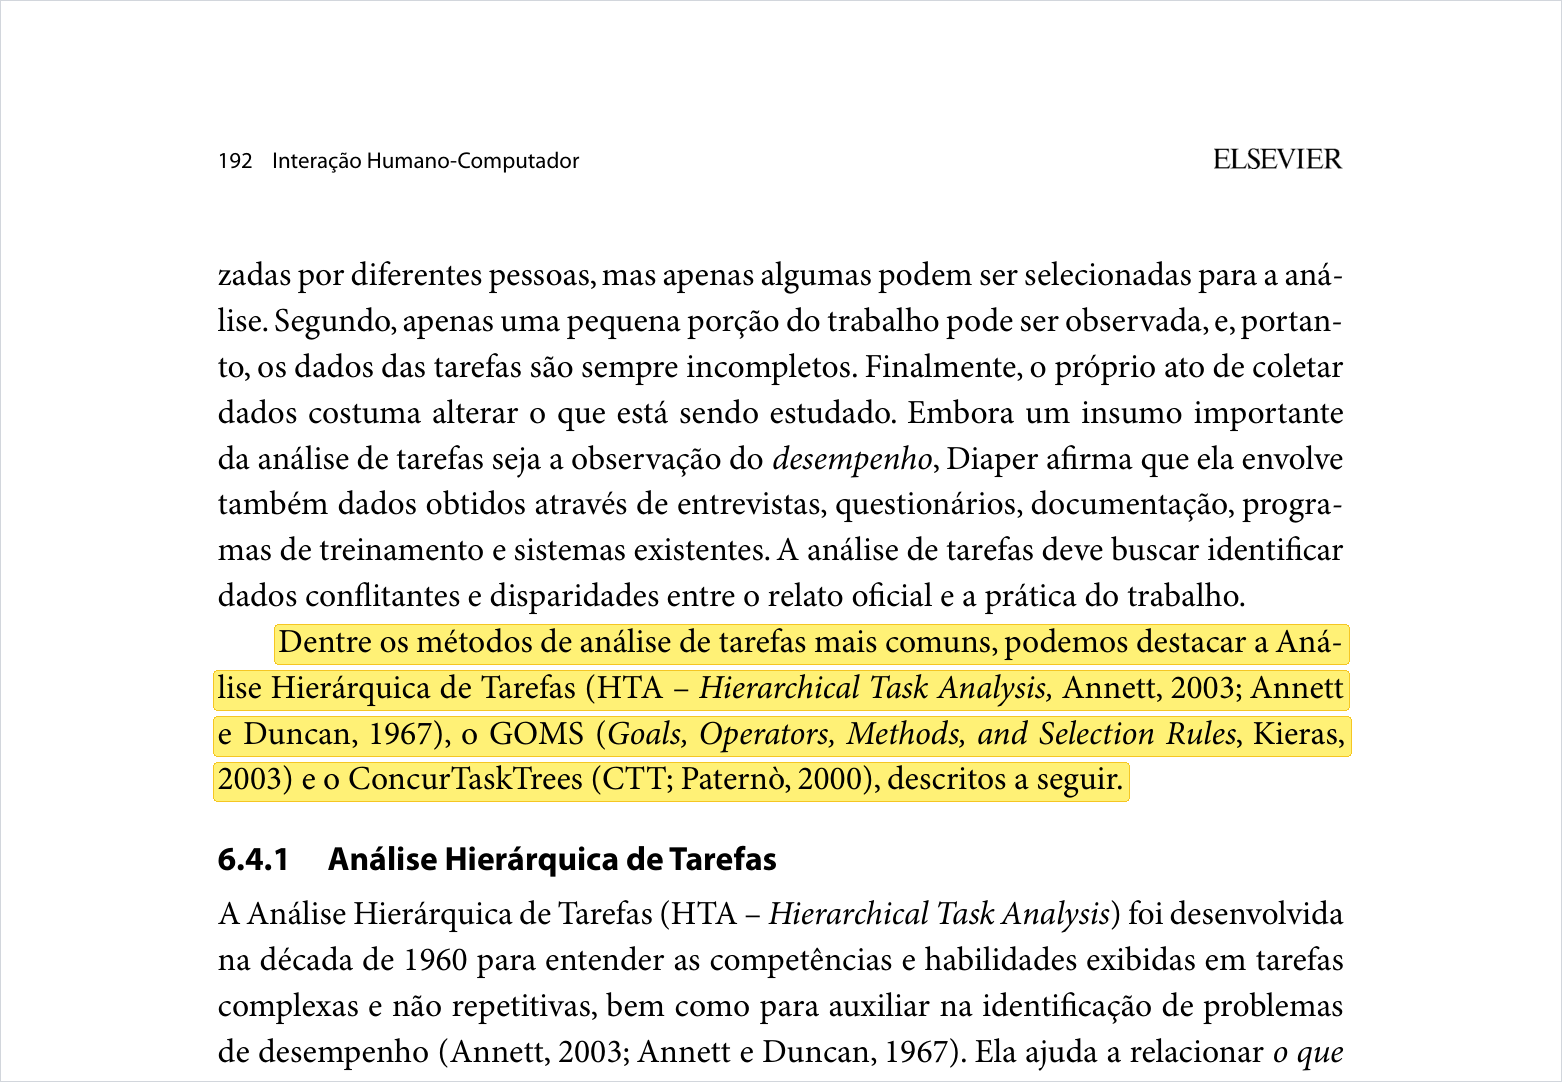 192 Interação Humano-Computador
ELSEVIER
zadas por diferentes pessoas, mas apenas algumas podem ser selecionadas para a aná-
lise. Segundo, apenas uma pequena porção do trabalho pode ser observada, e, portan-
to, os dados das tarefas são sempre incompletos. Finalmente, o próprio ato de coletar
dados costuma alterar o que está sendo estudado. Embora um insumo importante
da análise de tarefas seja a observação do desempenho, Diaper afirma que ela envolve
também dados obtidos através de entrevistas, questionários, documentação, progra-
mas de treinamento e sistemas existentes. A análise de tarefas deve buscar identificar
dados conflitantes e disparidades entre o relato oficial e a prática do trabalho.
Dentre os métodos de análise de tarefas mais comuns, podemos destacar a Aná-
lise Hierárquica de Tarefas (HTA – Hierarchical Task Analysis, Annett, 2003; Annett
e Duncan, 1967), o GOMS (Goals, Operators, Methods, and Selection Rules, Kieras,
2003) e o ConcurTaskTrees (CTT; Paternò, 2000), descritos a seguir.
6.4.1 Análise Hierárquica de Tarefas
A Análise Hierárquica de Tarefas (HTA – Hierarchical Task Analysis) foi desenvolvida
na década de 1960 para entender as competências e habilidades exibidas em tarefas
complexas e não repetitivas, bem como para auxiliar na identificação de problemas
de desempenho (Annett, 2003; Annett e Duncan, 1967). Ela ajuda a relacionar o que